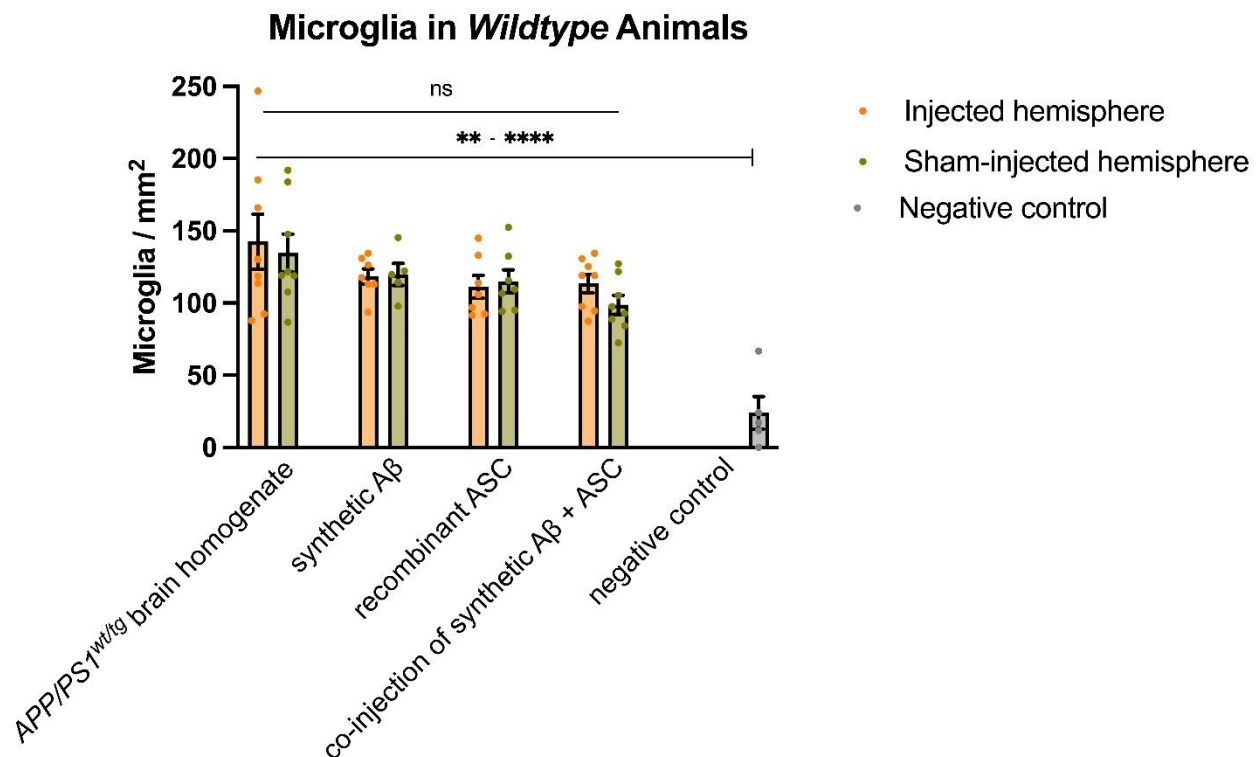 Microglia in Wildtype Animals
Microglia / mm²
250
200
150
100
50
0
ns
** - ****
Injected hemisphere
Sham-injected hemisphere
Negative control
APP/PS1wt/tg brain homogenate
synthetic Aβ
recombinant ASC
co-injection of synthetic Aβ + ASC
negative control